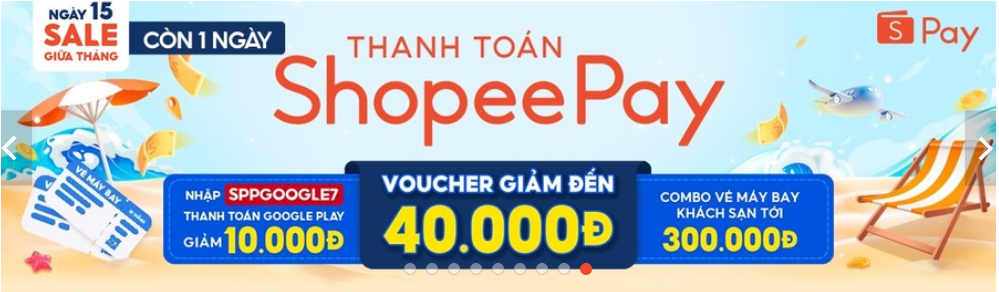 NGÀY 15
SALE
GIỮA THÁNG
CÒN 1 NGÀY
S Pay
THANH TOÁN
ShopeePay
VÉ MÁY BAY
NHẬP SPPGOOGLE7
THANH TOÁN GOOGLE PLAY
GIẢM 10.000Đ
VOUCHER GIẢM ĐẾN
40.000Đ
COMBO VÉ MÁY BAY
KHÁCH SẠN TỚI
300.000Đ